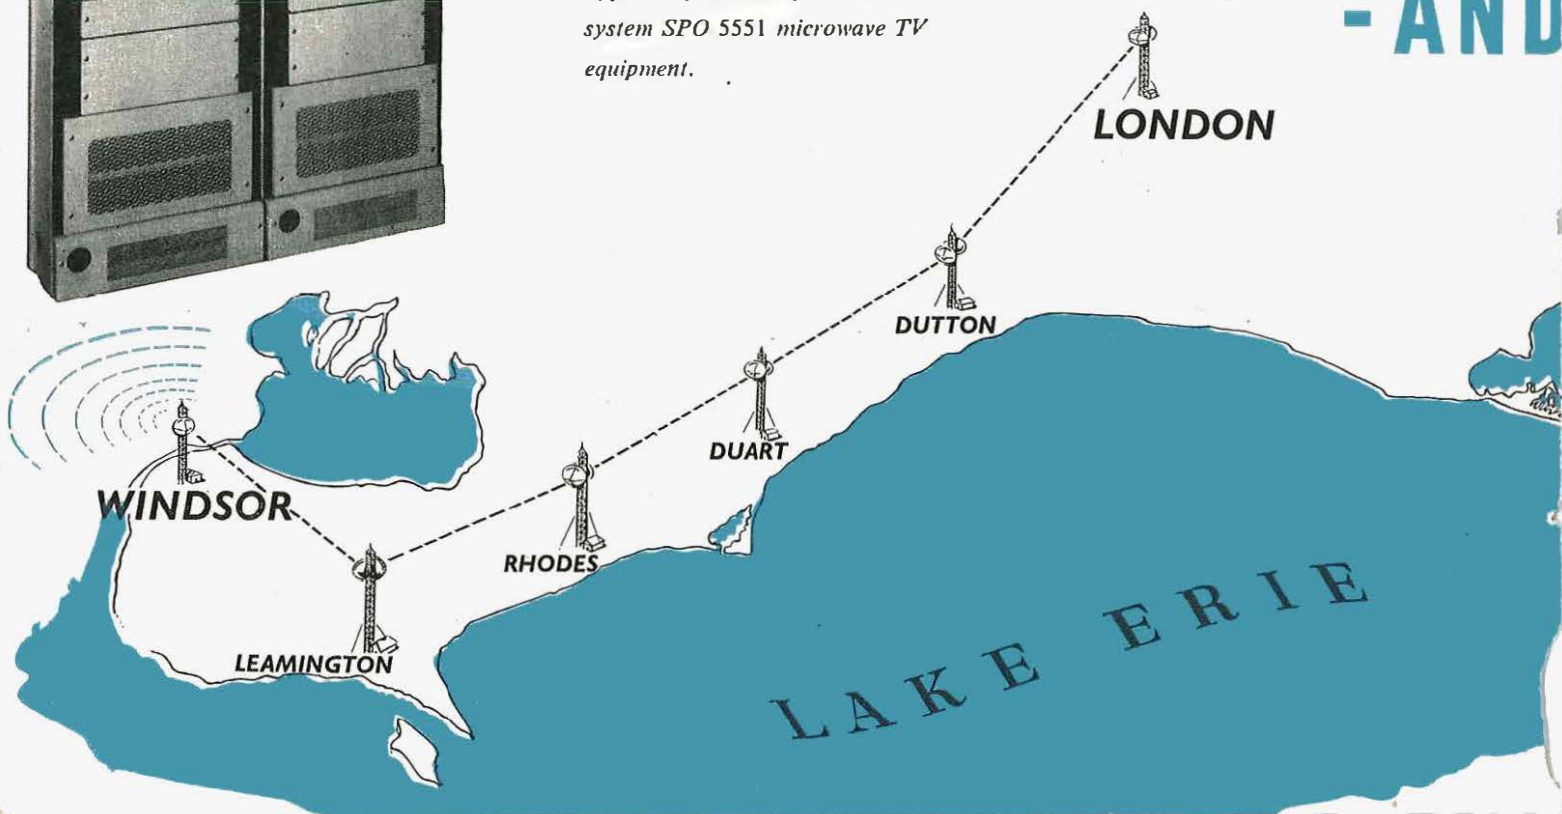 system SPO 5551 microwave TV
equipment.
- AND
LONDON
DUTTON
DUART
RHODES
WINDSOR
LEAMINGTON
LAKE ERIE